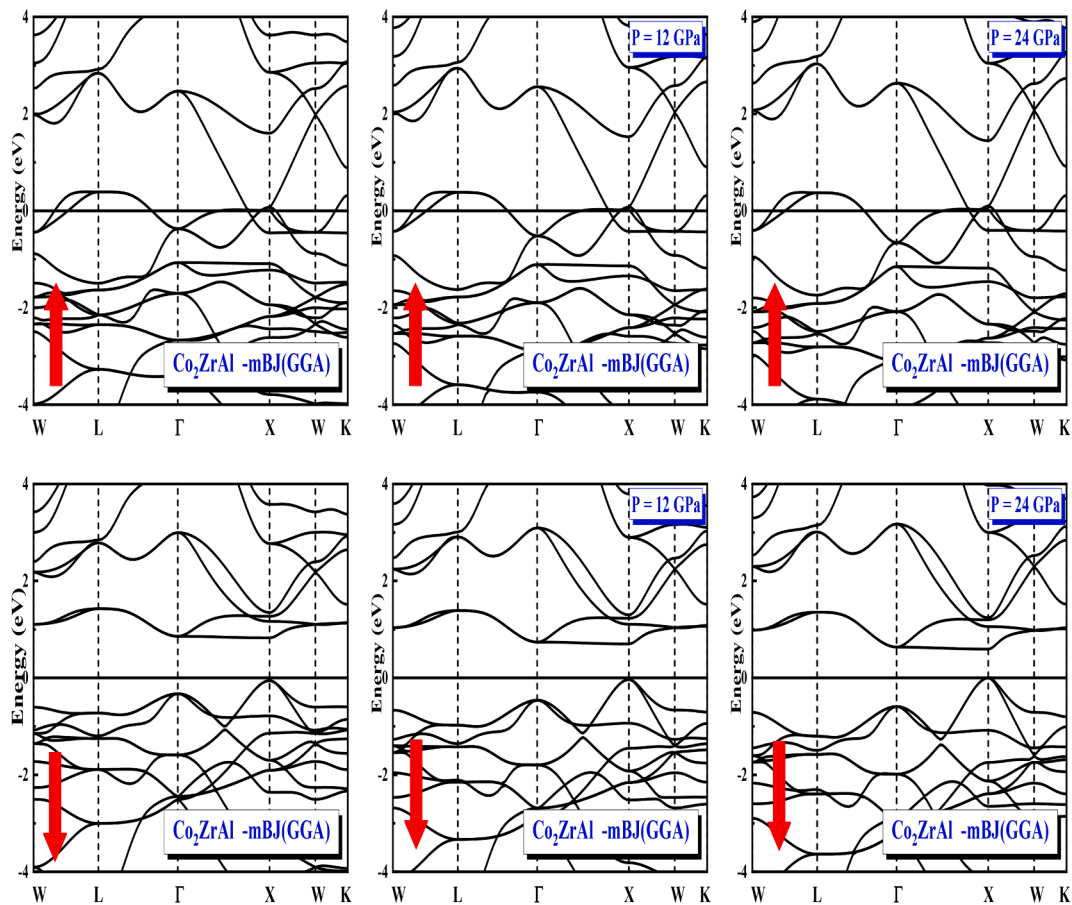 4
2
0
-2
-4
Energy (eV)
W L Γ X W K
Co₂ZrAl -mBJ(GGA)
4
2
0
-2
-4
Energy (eV)
W L Γ X W K
P = 12 GPa
Co₂ZrAl -mBJ(GGA)
4
2
0
-2
-4
Energy (eV)
W L Γ X W K
P = 24 GPa
Co₂ZrAl -mBJ(GGA)
4
2
0
-2
-4
Energy (eV)
W L Γ X W K
Co₂ZrAl -mBJ(GGA)
4
2
0
-2
-4
Energy (eV)
W L Γ X W K
P = 12 GPa
Co₂ZrAl -mBJ(GGA)
4
2
0
-2
-4
Energy (eV)
W L Γ X W K
P = 24 GPa
Co₂ZrAl -mBJ(GGA)